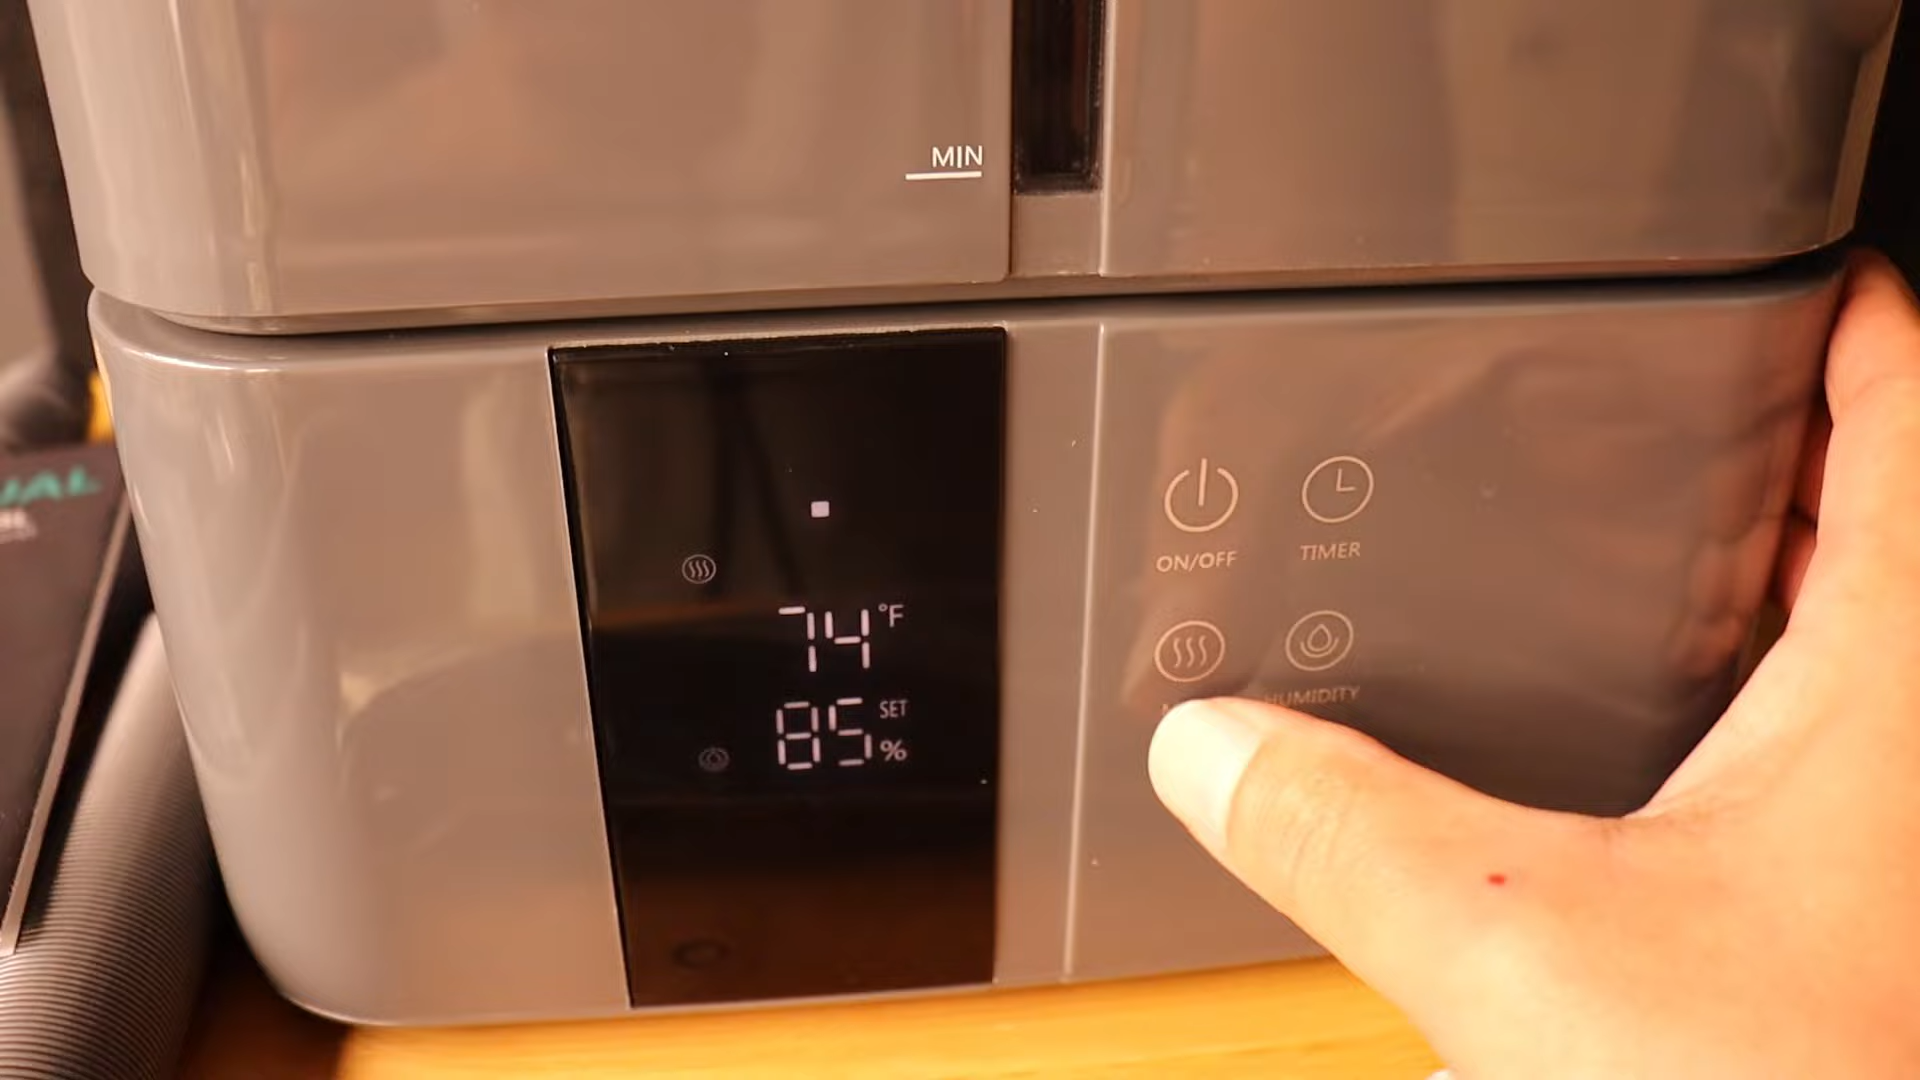 MIN
74 °F
85 SET %
ON/OFF
TIMER
HUMIDITY